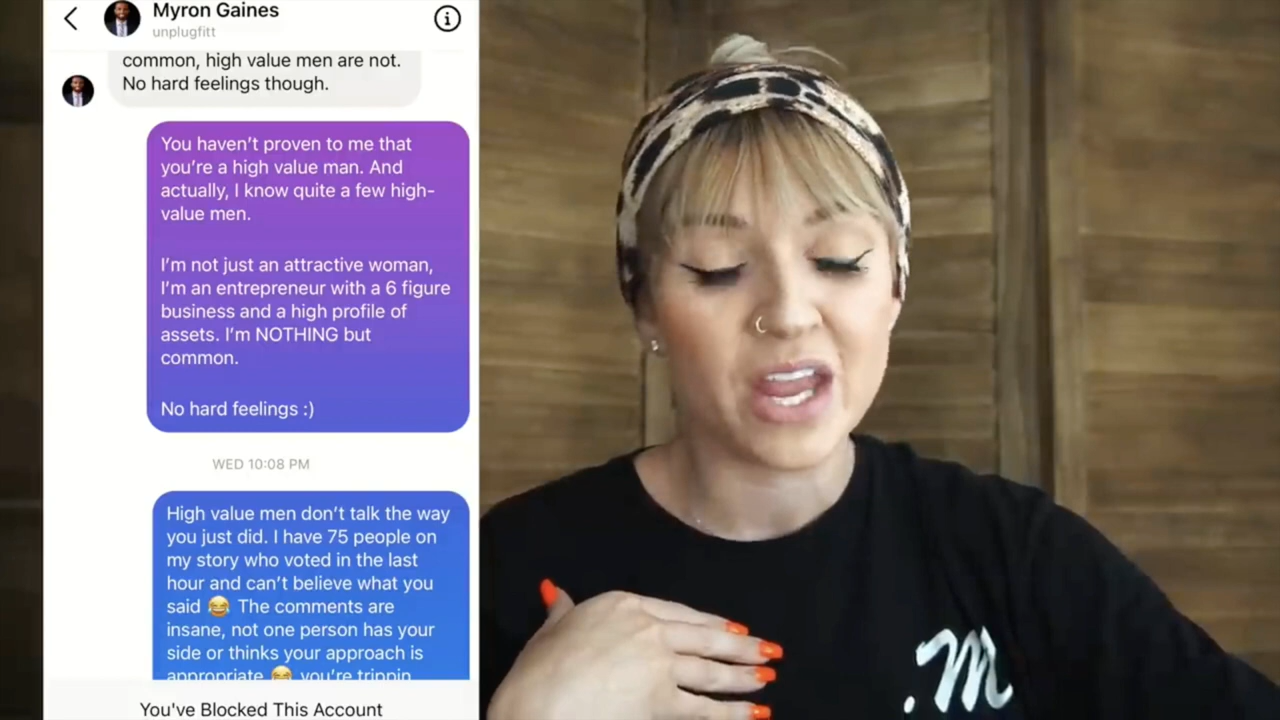 Myron Gaines
unplugfitt
common, high value men are not.
No hard feelings though.
You haven’t proven to me that
you’re a high value man. And
actually, I know quite a few high-
value men.
I’m not just an attractive woman,
I’m an entrepreneur with a 6 figure
business and a high profile of
assets. I’m NOTHING but
common.
No hard feelings :)
WED 10:08 PM
High value men don’t talk the way
you just did. I have 75 people on
my story who voted in the last
hour and can’t believe what you
said 😂 The comments are
insane, not one person has your
side or thinks your approach is
appropriate 😂 you’re trippin
You've Blocked This Account
.M